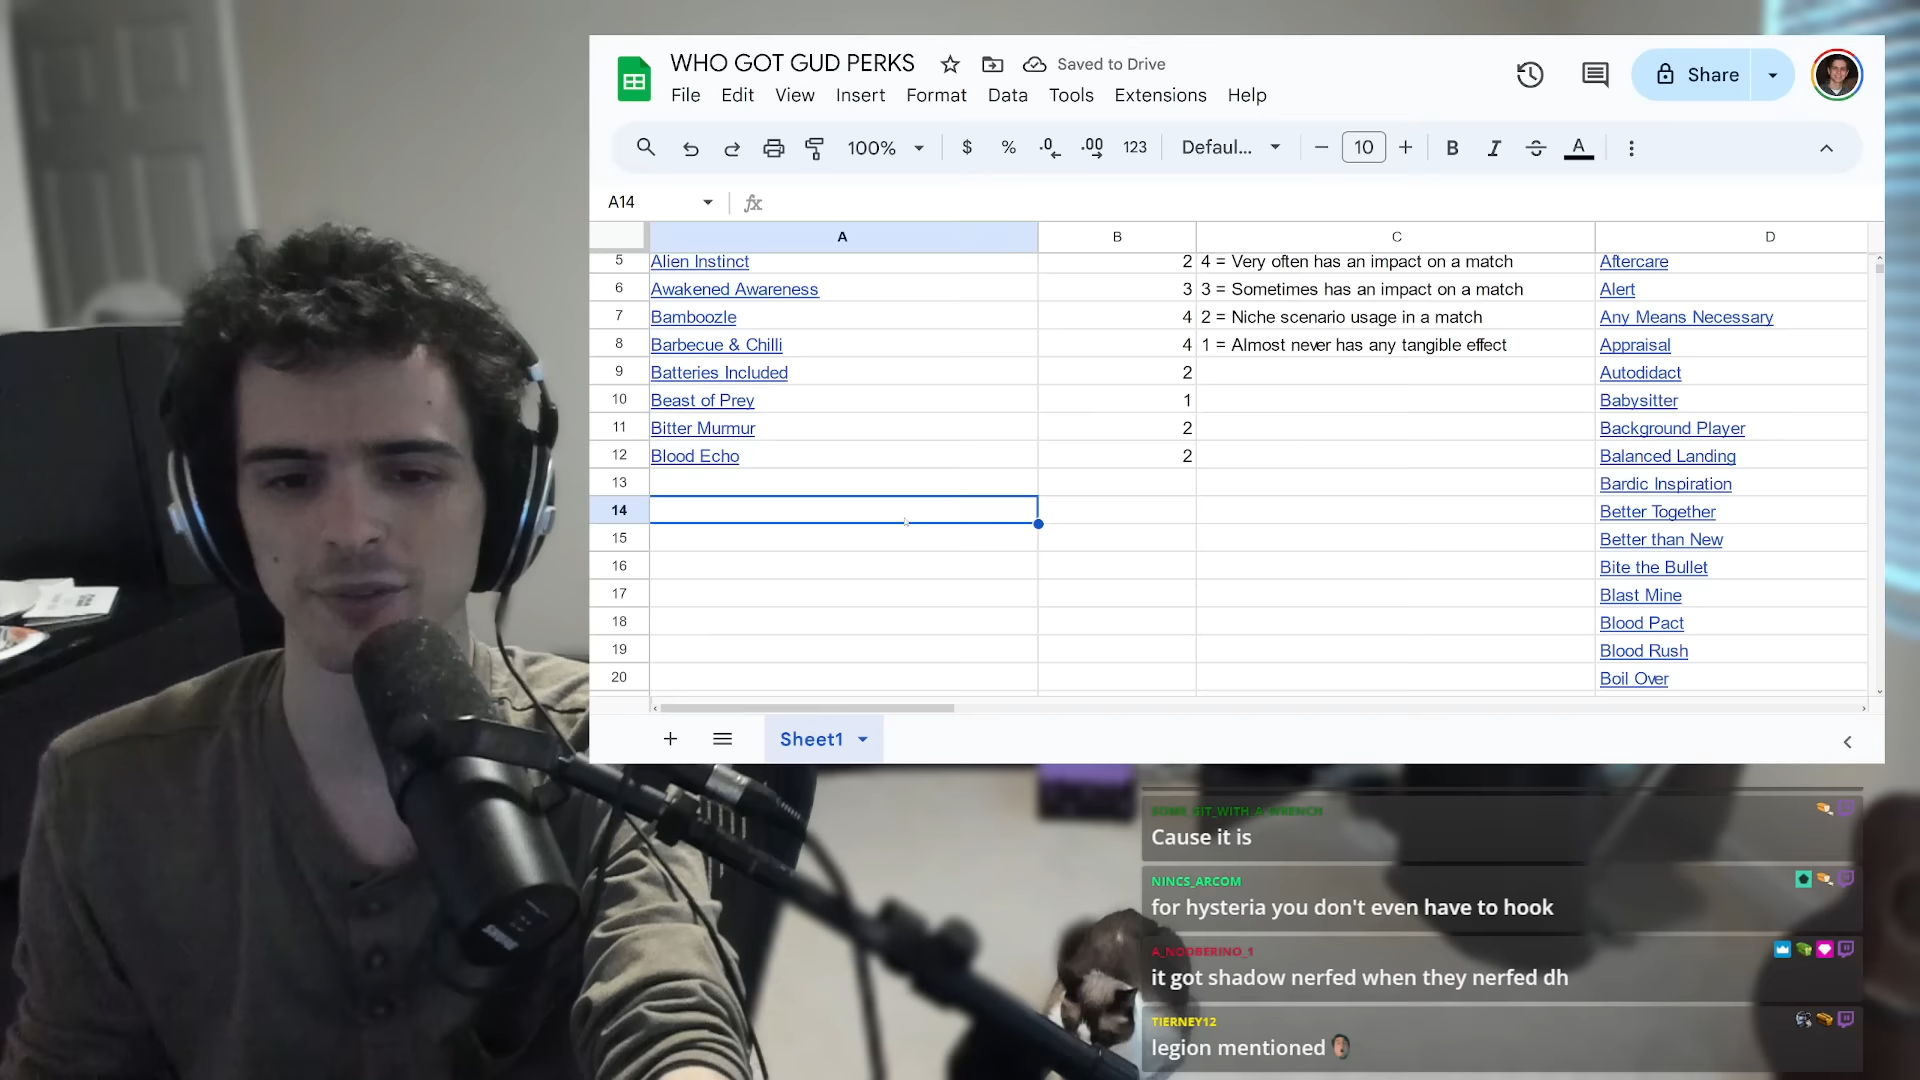 WHO GOT GUD PERKS
Saved to Drive
Share
File Edit View Insert Format Data Tools Extensions Help
100% $ % .0 .00 123 Defaul... 10 B I S A
A14 fx
A B C D
5 Alien Instinct 2 4 = Very often has an impact on a match Aftercare
6 Awakened Awareness 3 3 = Sometimes has an impact on a match Alert
7 Bamboozle 4 2 = Niche scenario usage in a match Any Means Necessary
8 Barbecue & Chilli 4 1 = Almost never has any tangible effect Appraisal
9 Batteries Included 2 Autodidact
10 Beast of Prey 1 Babysitter
11 Bitter Murmur 2 Background Player
12 Blood Echo 2 Balanced Landing
13 Bardic Inspiration
14 Better Together
15 Better than New
16 Bite the Bullet
17 Blast Mine
18 Blood Pact
19 Blood Rush
20 Boil Over
Sheet1
SOME_GIT_WITH_A_WRENCH
Cause it is
NINCS_ARCOM
for hysteria you don't even have to hook
A_NOOBERINO_1
it got shadow nerfed when they nerfed dh
TIERNEY12
legion mentioned